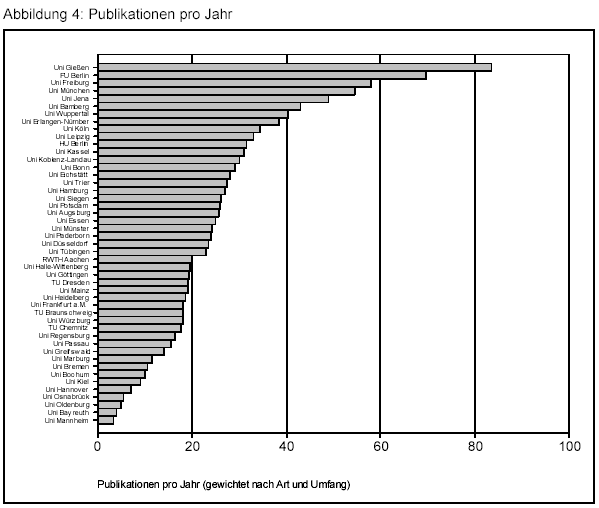 Abbildung 4: Publikationen pro Jahr
Uni Gießen
FU Berlin
Uni Freiburg
Uni München
Uni Jena
Uni Bamberg
Uni Wuppertal
Uni Erlangen-Nürnber
Uni Köln
Uni Leipzig
HU Berlin
Uni Kassel
Uni Koblenz-Landau
Uni Bonn
Uni Eichstätt
Uni Trier
Uni Hamburg
Uni Siegen
Uni Potsdam
Uni Augsburg
Uni Essen
Uni Münster
Uni Paderborn
Uni Düsseldorf
Uni Tübingen
RWTH Aachen
Uni Halle-Wittenberg
Uni Göttingen
TU Dresden
Uni Mainz
Uni Heidelberg
Uni Frankfurt a.M.
TU Braunschweig
Uni Würzburg
TU Chemnitz
Uni Regensburg
Uni Passau
Uni Greifswald
Uni Marburg
Uni Bremen
Uni Bochum
Uni Kiel
Uni Hannover
Uni Osnabrück
Uni Oldenburg
Uni Bayreuth
Uni Mannheim
0 20 40 60 80 100
Publikationen pro Jahr (gewichtet nach Art und Umfang)